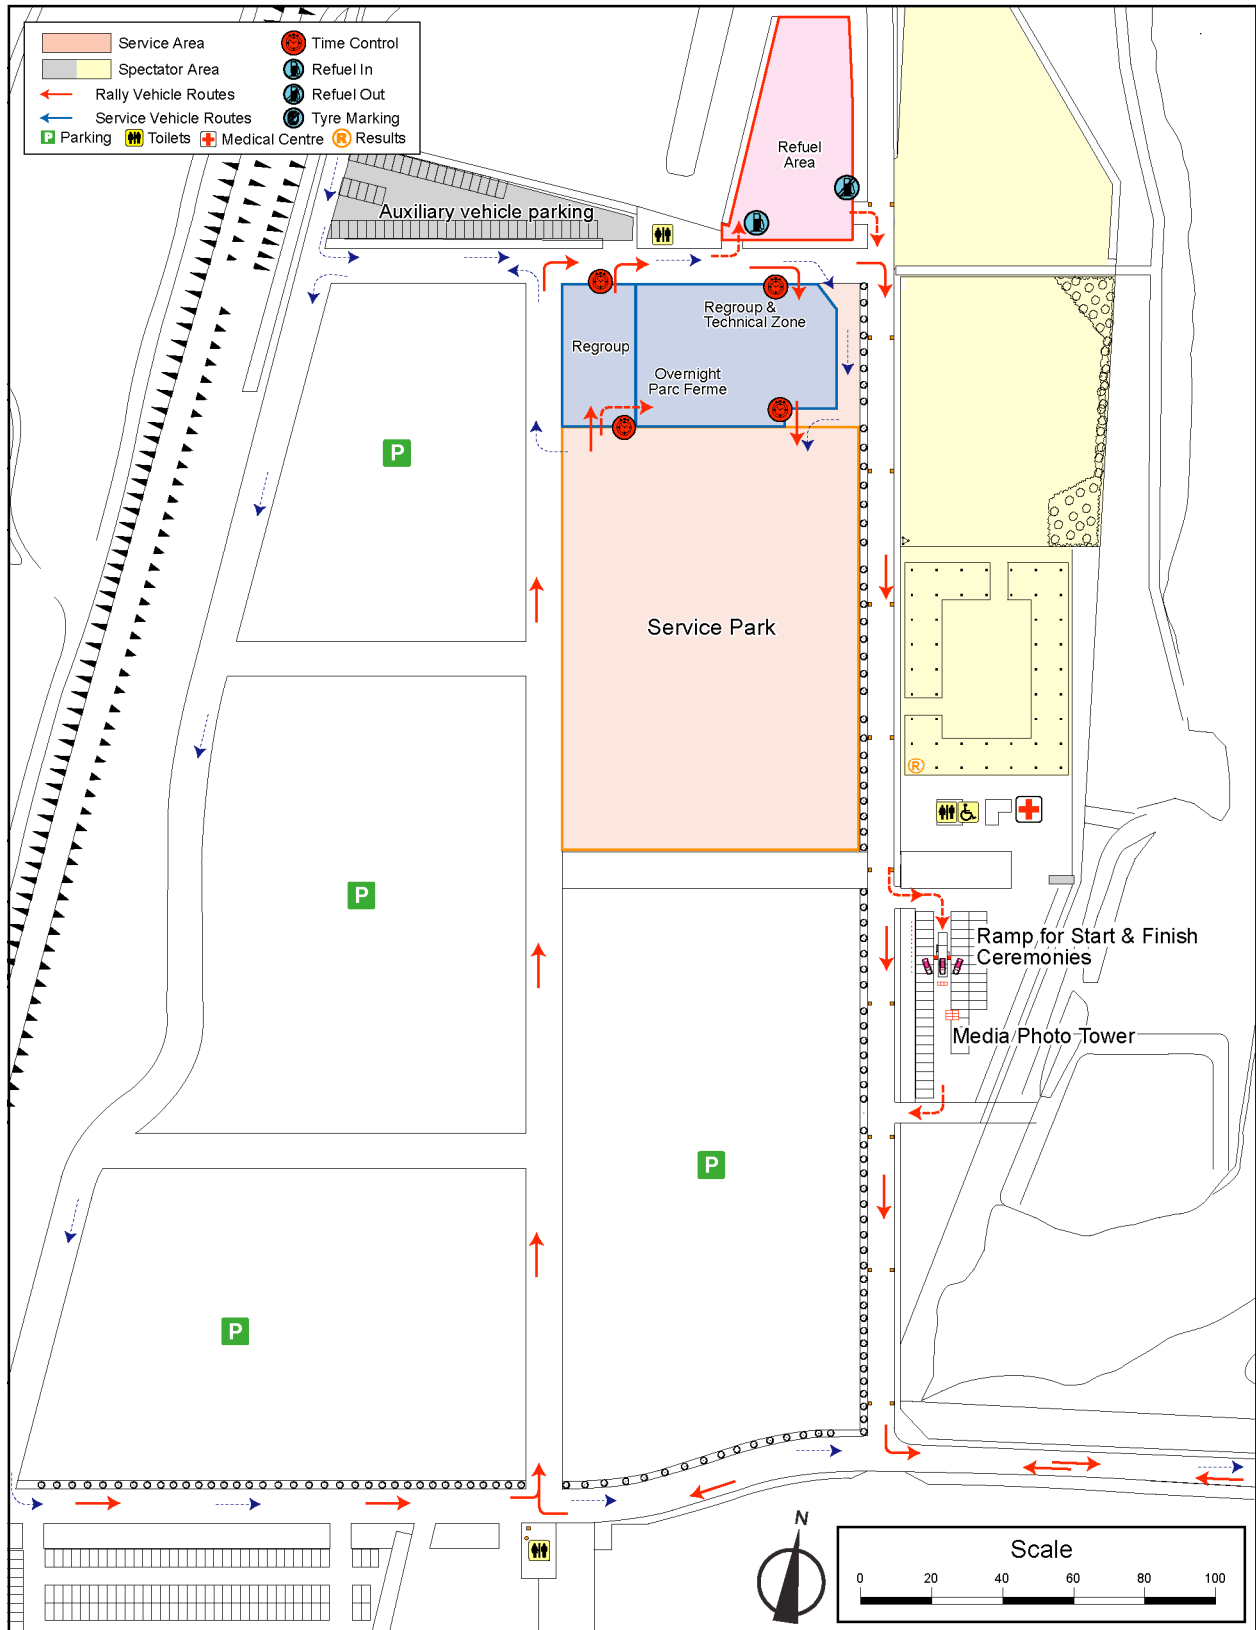 Service Area
Time Control
Spectator Area
Refuel In
Rally Vehicle Routes
Refuel Out
Service Vehicle Routes
Tyre Marking
P Parking
Toilets
Medical Centre
R Results
Refuel
Area
Auxiliary vehicle parking
Regroup &
Technical Zone
Regroup
Overnight
Parc Ferme
P
Service Park
R
P
Ramp for Start & Finish
Ceremonies
Media Photo Tower
P
P
N
Scale
0 20 40 60 80 100